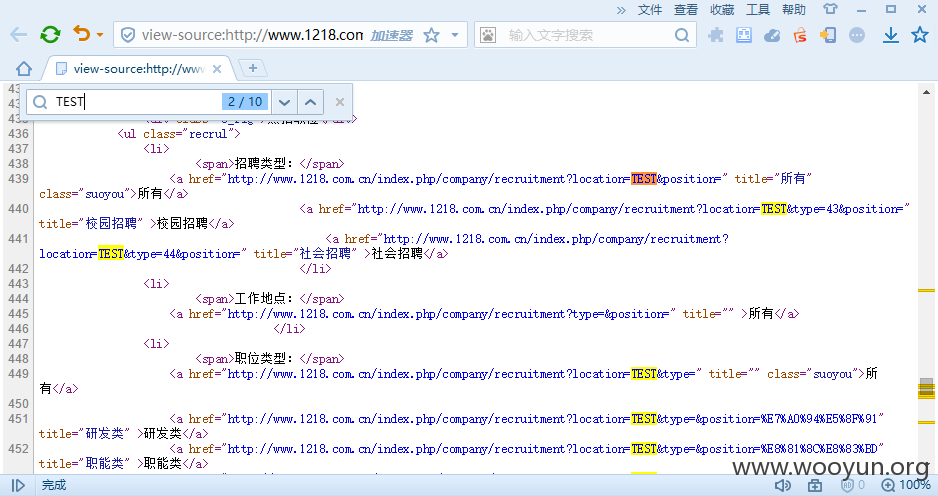 » 文件 查看 收藏 工具 帮助
view-source:http://www.1218.com 加速器 输入文字搜索
view-source:http://www
TEST 2 / 10
436 <ul class="recrul">
437 <li>
438 <span>招聘类型：</span>
439 <a href="http://www.1218.com.cn/index.php/company/recruitment?location=TEST&position=" title="所有"
class="suoyou">所有</a>
440 <a href="http://www.1218.com.cn/index.php/company/recruitment?location=TEST&type=43&position="
title="校园招聘" >校园招聘</a>
441 <a href="http://www.1218.com.cn/index.php/company/recruitment?
location=TEST&type=44&position=" title="社会招聘" >社会招聘</a>
442 </li>
443 <li>
444 <span>工作地点：</span>
445 <a href="http://www.1218.com.cn/index.php/company/recruitment?type=&position=" title="" >所有</a>
446 </li>
447 <li>
448 <span>职位类型：</span>
449 <a href="http://www.1218.com.cn/index.php/company/recruitment?location=TEST&type=" title="" class="suoyou">所
有</a>
450
451 <a href="http://www.1218.com.cn/index.php/company/recruitment?location=TEST&type=&position=%E7%A0%94%E5%8F%91"
title="研发类" >研发类</a>
452 <a href="http://www.1218.com.cn/index.php/company/recruitment?location=TEST&type=&position=%E8%81%8C%E8%83%BD"
title="职能类" >职能类</a>
www.wooyun.org
完成 0 100%